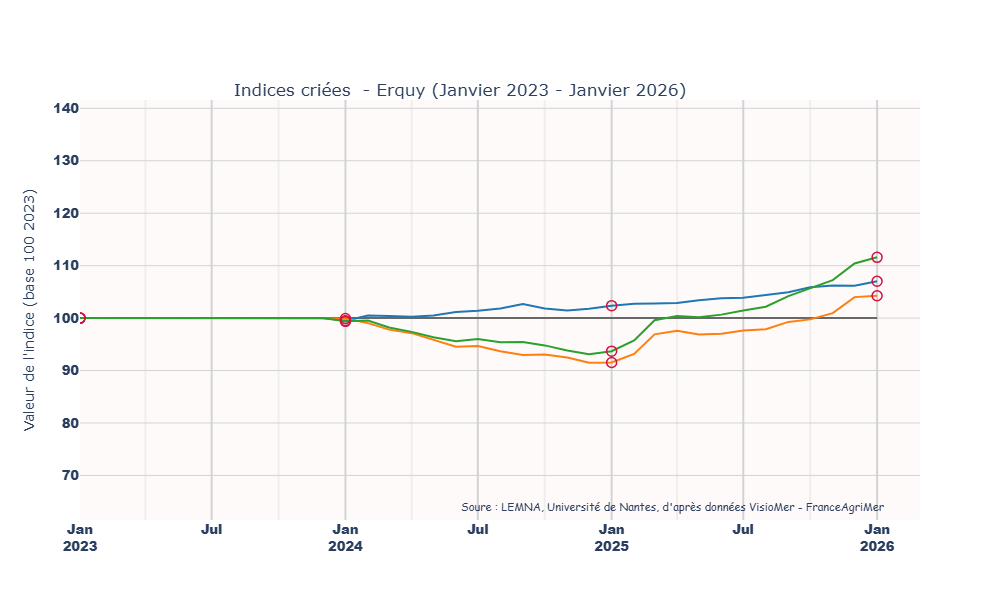 Indices criées  - Erquy (Janvier 2023 - Janvier 2026)
Valeur de l'indice (base 100 2023)
140
130
120
110
100
90
80
70
Soure : LEMNA, Université de Nantes, d'après données VisioMer - FranceAgriMer
Jan Jul Jan Jul Jan Jul Jan
2023 2024 2025 2026